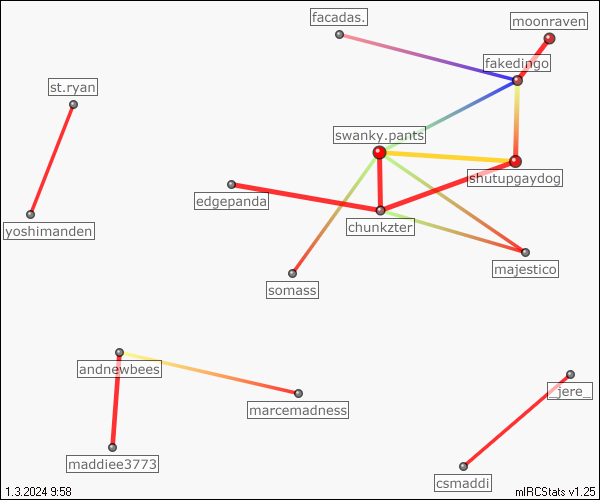 facadas.
moonraven
fakedingo
st.ryan
swanky.pants
shutupgaydog
edgepanda
yoshimanden
chunkzter
majestico
somass
andnewbees
_jere_
marcemadness
maddiee3773
csmaddi
1.3.2024 9:58
mIRCStats v1.25